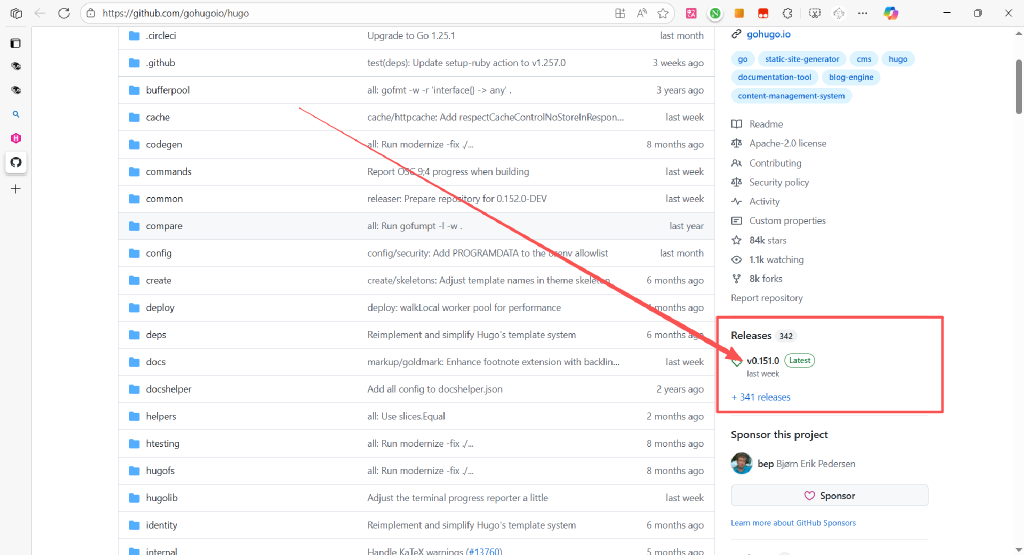 https://github.com/gohugoio/hugo
.circleci Upgrade to Go 1.25.1 last month
.github test(deps): Update setup-ruby action to v1.257.0 3 weeks ago
bufferpool all: gofmt -w -r 'interface{} -> any' . 3 years ago
cache cache/httpcache: Add respectCacheControlNoStoreInRespon... last week
codegen all: Run modernize -fix ./... 8 months ago
commands Report OSC 9;4 progress when building last week
common releaser: Prepare repository for 0.152.0-DEV last week
compare all: Run gofumpt -l -w . last year
config config/security: Add PROGRAMDATA to the osenv allowlist last month
create create/skeletons: Adjust template names in theme skeleton 6 months ago
deploy deploy: walkLocal worker pool for performance months ago
deps Reimplement and simplify Hugo's template system 6 months ago
docs markup/goldmark: Enhance footnote extension with backlin... last week
docshelper Add all config to docshelper.json 2 years ago
helpers all: Use slices.Equal 2 months ago
htesting all: Run modernize -fix ./... 8 months ago
hugofs all: Run modernize -fix ./... 8 months ago
hugolib Adjust the terminal progress reporter a little last week
identity Reimplement and simplify Hugo's template system 6 months ago
internal Handle KaTeX warnings (#13760) 5 months ago
gohugo.io
go static-site-generator cms hugo
documentation-tool blog-engine
content-management-system
Readme
Apache-2.0 license
Contributing
Security policy
Activity
Custom properties
84k stars
1.1k watching
8k forks
Report repository
Releases 342
v0.151.0 Latest
last week
+ 341 releases
Sponsor this project
bep Bjørn Erik Pedersen
Sponsor
Learn more about GitHub Sponsors